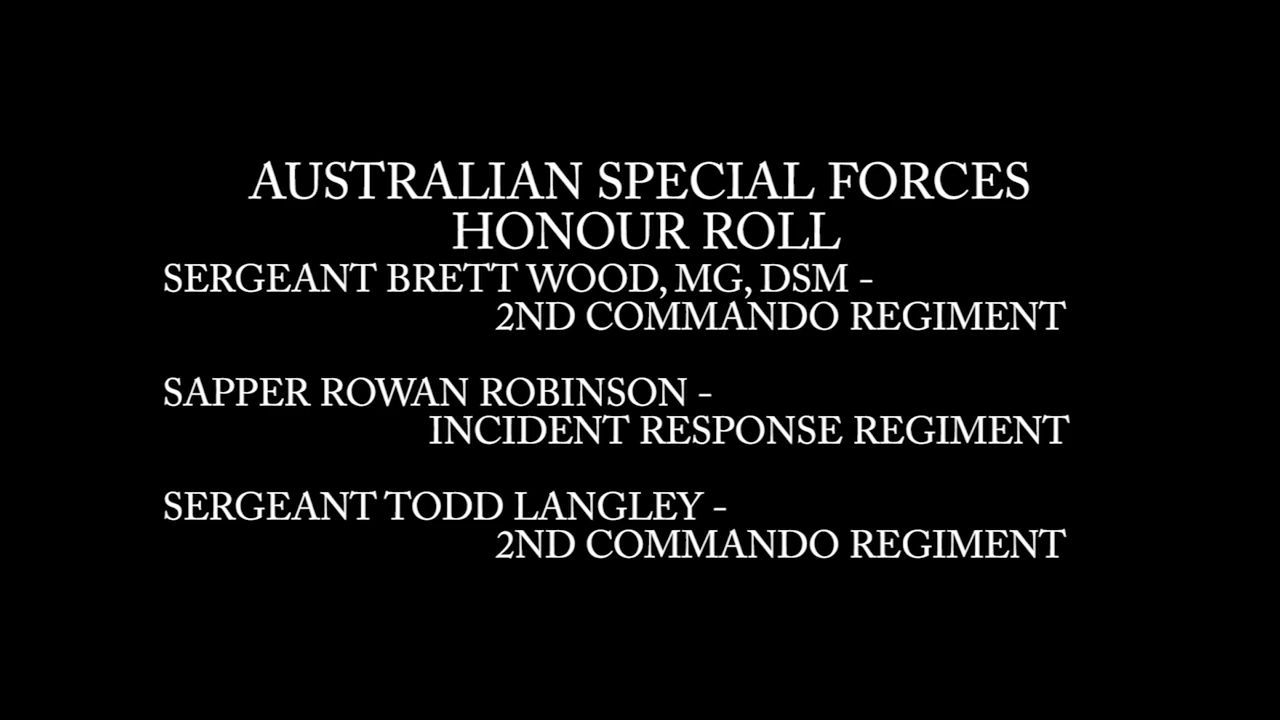 AUSTRALIAN SPECIAL FORCES
HONOUR ROLL
SERGEANT BRETT WOOD, MG, DSM -
2ND COMMANDO REGIMENT
SAPPER ROWAN ROBINSON -
INCIDENT RESPONSE REGIMENT
SERGEANT TODD LANGLEY -
2ND COMMANDO REGIMENT